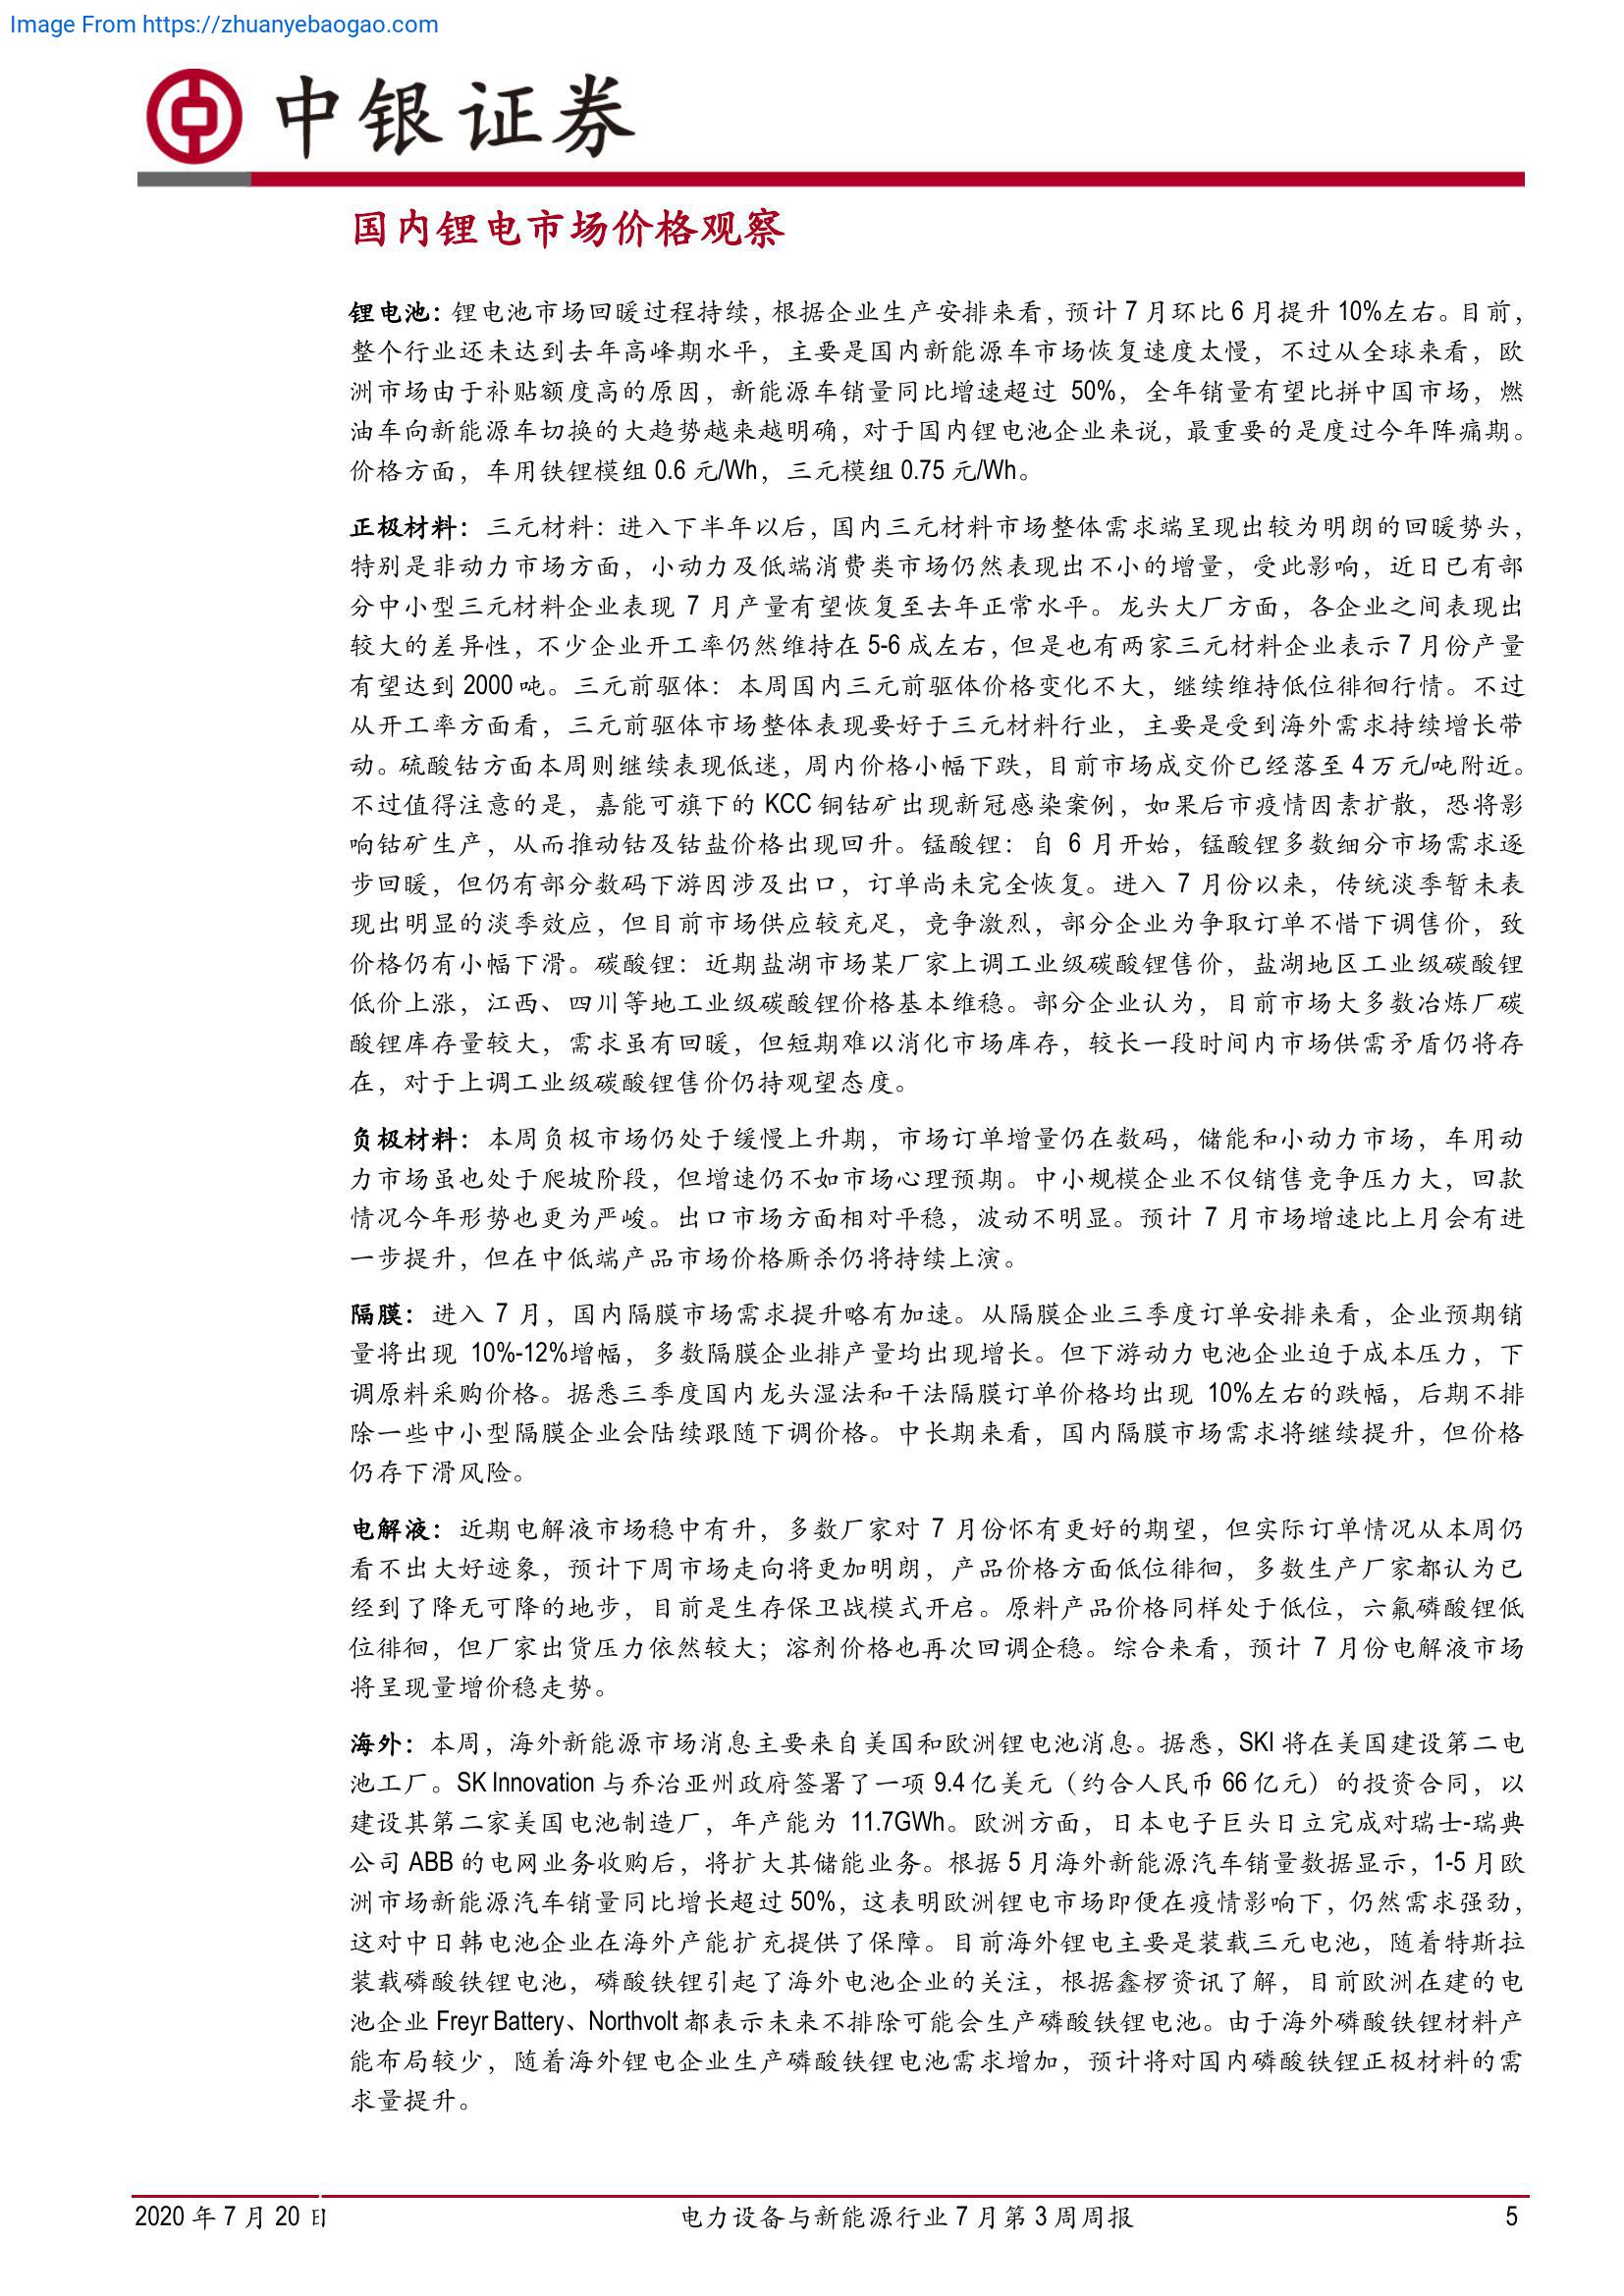 Image From https://zhuanyebaogao.com
中银证券
国内锂电市场价格观察
锂电池：锂电池市场回暖过程持续，根据企业生产安排来看，预计 7 月环比 6 月提升 10%左右。目前，
整个行业还未达到去年高峰期水平，主要是国内新能源车市场恢复速度太慢，不过从全球来看，欧
洲市场由于补贴额度高的原因，新能源车销量同比增速超过 50%，全年销量有望比拼中国市场，燃
油车向新能源车切换的大趋势越来越明确，对于国内锂电池企业来说，最重要的是度过今年阵痛期。
价格方面，车用铁锂模组 0.6 元/Wh，三元模组 0.75 元/Wh。
正极材料：三元材料：进入下半年以后，国内三元材料市场整体需求端呈现出较为明朗的回暖势头，
特别是非动力市场方面，小动力及低端消费类市场仍然表现出不小的增量，受此影响，近日已有部
分中小型三元材料企业表现 7 月产量有望恢复至去年正常水平。龙头大厂方面，各企业之间表现出
较大的差异性，不少企业开工率仍然维持在 5-6 成左右，但是也有两家三元材料企业表示 7 月份产量
有望达到 2000 吨。三元前驱体：本周国内三元前驱体价格变化不大，继续维持低位徘徊行情。不过
从开工率方面看，三元前驱体市场整体表现要好于三元材料行业，主要是受到海外需求持续增长带
动。硫酸钴方面本周则继续表现低迷，周内价格小幅下跌，目前市场成交价已经落至 4 万元/吨附近。
不过值得注意的是，嘉能可旗下的 KCC 铜钴矿出现新冠感染案例，如果后市疫情因素扩散，恐将影
响钴矿生产，从而推动钴及钴盐价格出现回升。锰酸锂：自 6 月开始，锰酸锂多数细分市场需求逐
步回暖，但仍有部分数码下游因涉及出口，订单尚未完全恢复。进入 7 月份以来，传统淡季暂未表
现出明显的淡季效应，但目前市场供应较充足，竞争激烈，部分企业为争取订单不惜下调售价，致
价格仍有小幅下滑。碳酸锂：近期盐湖市场某厂家上调工业级碳酸锂售价，盐湖地区工业级碳酸锂
低价上涨，江西、四川等地工业级碳酸锂价格基本维稳。部分企业认为，目前市场大多数冶炼厂碳
酸锂库存量较大，需求虽有回暖，但短期难以消化市场库存，较长一段时间内市场供需矛盾仍将存
在，对于上调工业级碳酸锂售价仍持观望态度。
负极材料：本周负极市场仍处于缓慢上升期，市场订单增量仍在数码，储能和小动力市场，车用动
力市场虽也处于爬坡阶段，但增速仍不如市场心理预期。中小规模企业不仅销售竞争压力大，回款
情况今年形势也更为严峻。出口市场方面相对平稳，波动不明显。预计 7 月市场增速比上月会有进
一步提升，但在中低端产品市场价格厮杀仍将持续上演。
隔膜：进入 7 月，国内隔膜市场需求提升略有加速。从隔膜企业三季度订单安排来看，企业预期销
量将出现 10%-12%增幅，多数隔膜企业排产量均出现增长。但下游动力电池企业迫于成本压力，下
调原料采购价格。据悉三季度国内龙头湿法和干法隔膜订单价格均出现 10%左右的跌幅，后期不排
除一些中小型隔膜企业会陆续跟随下调价格。中长期来看，国内隔膜市场需求将继续提升，但价格
仍存下滑风险。
电解液：近期电解液市场稳中有升，多数厂家对 7 月份怀有更好的期望，但实际订单情况从本周仍
看不出大好迹象，预计下周市场走向将更加明朗，产品价格方面低位徘徊，多数生产厂家都认为已
经到了降无可降的地步，目前是生存保卫战模式开启。原料产品价格同样处于低位，六氟磷酸锂低
位徘徊，但厂家出货压力依然较大；溶剂价格也再次回调企稳。综合来看，预计 7 月份电解液市场
将呈现量增价稳走势。
海外：本周，海外新能源市场消息主要来自美国和欧洲锂电池消息。据悉，SKI 将在美国建设第二电
池工厂。SK Innovation 与乔治亚州政府签署了一项 9.4 亿美元（约合人民币 66 亿元）的投资合同，以
建设其第二家美国电池制造厂，年产能为 11.7GWh。欧洲方面，日本电子巨头日立完成对瑞士-瑞典
公司 ABB 的电网业务收购后，将扩大其储能业务。根据 5 月海外新能源汽车销量数据显示，1-5 月欧
洲市场新能源汽车销量同比增长超过 50%，这表明欧洲锂电市场即便在疫情影响下，仍然需求强劲，
这对中日韩电池企业在海外产能扩充提供了保障。目前海外锂电主要是装载三元电池，随着特斯拉
装载磷酸铁锂电池，磷酸铁锂引起了海外电池企业的关注，根据鑫椤资讯了解，目前欧洲在建的电
池企业 Freyr Battery、Northvolt 都表示未来不排除可能会生产磷酸铁锂电池。由于海外磷酸铁锂材料产
能布局较少，随着海外锂电企业生产磷酸铁锂电池需求增加，预计将对国内磷酸铁锂正极材料的需
求量提升。
2020 年 7 月 20 日
电力设备与新能源行业 7 月第 3 周周报
5